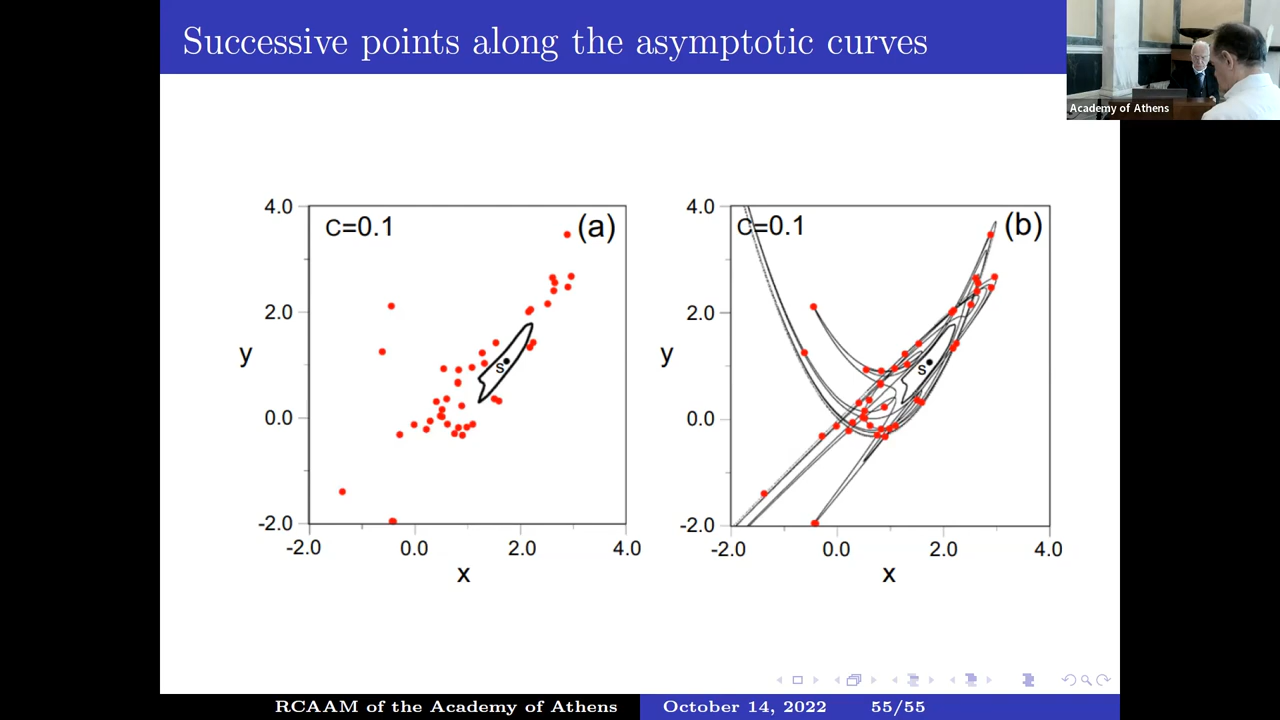 Successive points along the asymptotic curves
Academy of Athens
4.0
C=0.1
(a)
2.0
y
s
0.0
-2.0
-2.0
0.0
2.0
4.0
x
4.0
C=0.1
(b)
2.0
y
s
0.0
-2.0
-2.0
0.0
2.0
4.0
x
RCAAM of the Academy of Athens
October 14, 2022
55/55